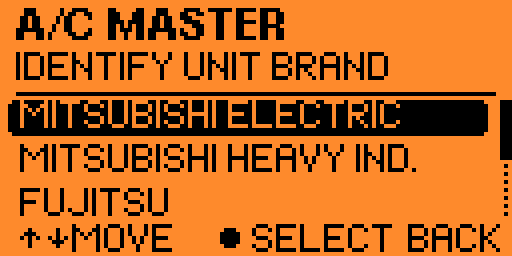 A/C MASTER
IDENTIFY UNIT BRAND
MITSUBISHI ELECTRIC
MITSUBISHI HEAVY IND.
FUJITSU
↑↓MOVE ● SELECT BACK